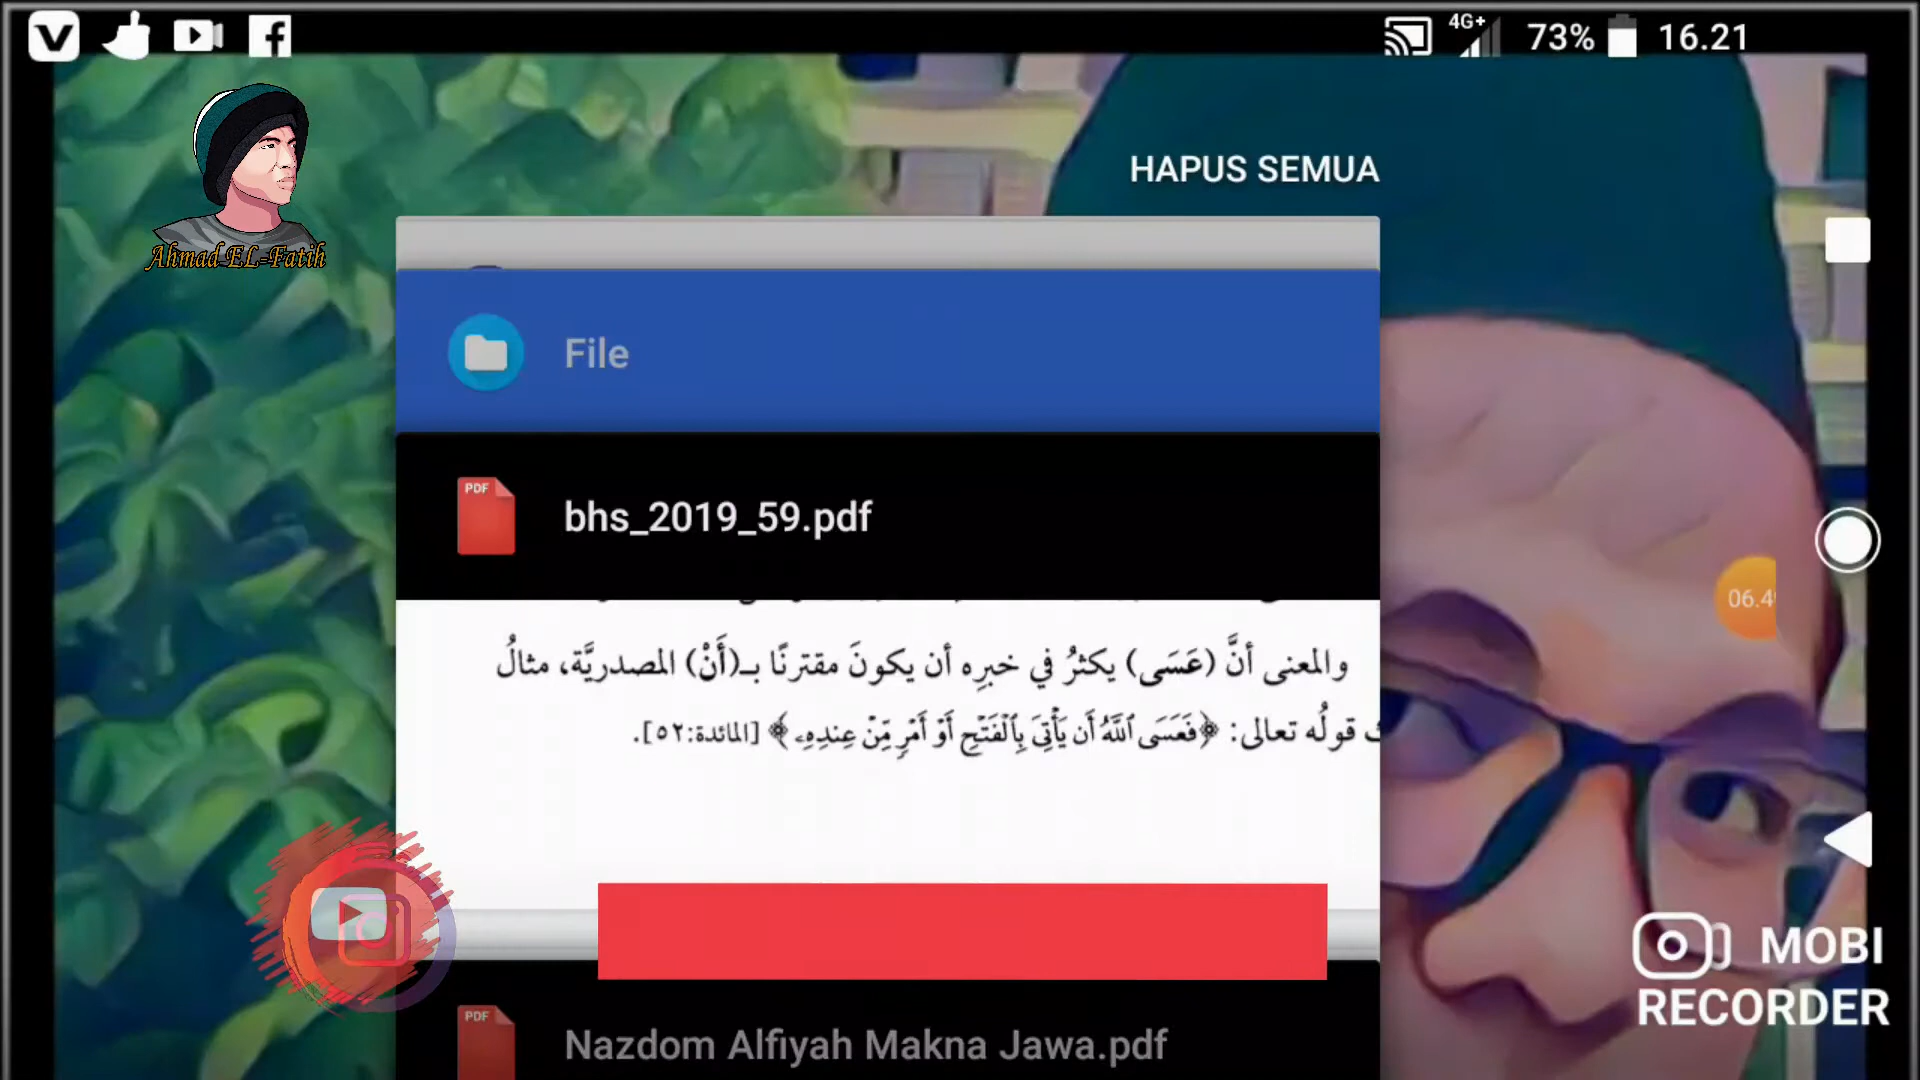 4G+ 73% 16.21
HAPUS SEMUA
Ahmad EL-Fatih
File
PDF
bhs_2019_59.pdf
06.4
والمعنى أنَّ (عَسَى) يكثرُ في خبرِه أن يكونَ مقترنًا بـ(أَنْ) المصدريَّة، مثالُ
قولُه تعالى: ﴿فَعَسَى ٱللَّهُ أَن يَأْتِيَ بِٱلْفَتْحِ أَوْ أَمْرٍ مِّنْ عِندِهِۦ﴾ [المائدة:٥٢].
MOBI
RECORDER
PDF
Nazdom Alfiyah Makna Jawa.pdf